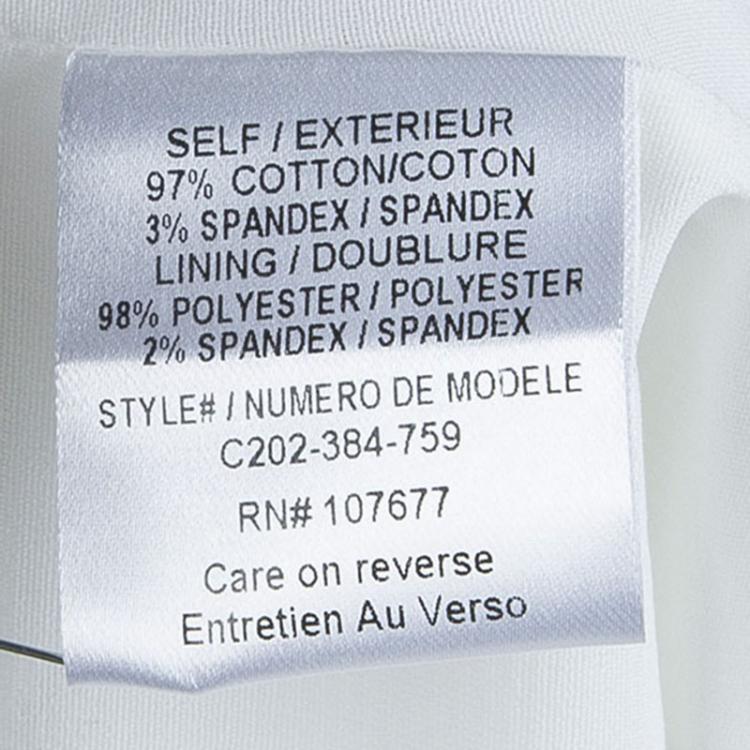 SELF / EXTERIEUR
97% COTTON/COTON
3% SPANDEX / SPANDEX
LINING / DOUBLURE
98% POLYESTER / POLYESTER
2% SPANDEX / SPANDEX
STYLE# / NUMERO DE MODELE
C202-384-759
RN# 107677
Care on reverse
Entretien Au Verso